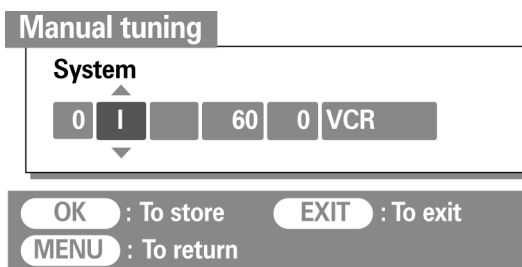 Manual tuning
System
0 I 60 0 VCR
OK : To store EXIT : To exit
MENU : To return